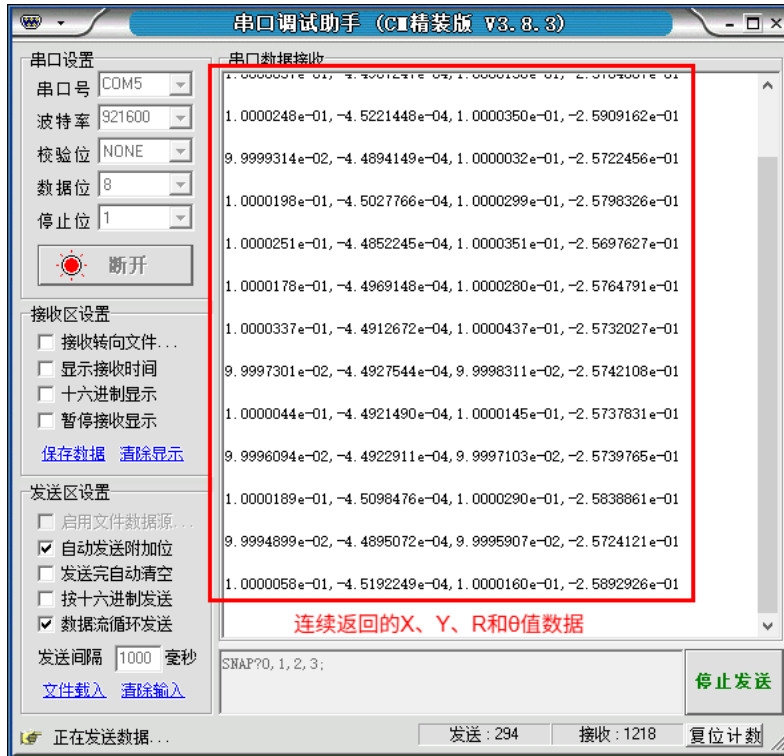 串口调试助手 (CM精装版 V3.8.3)
串口设置
串口号 COM5
波特率 921600
校验位 NONE
数据位 8
停止位 1
断开
接收区设置
接收转向文件...
显示接收时间
十六进制显示
暂停接收显示
保存数据 清除显示
发送区设置
启用文件数据源...
自动发送附加位
发送完自动清空
按十六进制发送
数据流循环发送
发送间隔 1000 毫秒
文件载入 清除输入
串口数据接收
1.0000248e-01,-4.5221448e-04,1.0000350e-01,-2.5909162e-01
9.9999314e-02,-4.4894149e-04,1.0000032e-01,-2.5722456e-01
1.0000198e-01,-4.5027766e-04,1.0000299e-01,-2.5798326e-01
1.0000251e-01,-4.4852245e-04,1.0000351e-01,-2.5697627e-01
1.0000178e-01,-4.4969148e-04,1.0000280e-01,-2.5764791e-01
1.0000337e-01,-4.4912672e-04,1.0000437e-01,-2.5732027e-01
9.9997301e-02,-4.4927544e-04,9.9998311e-02,-2.5742108e-01
1.0000044e-01,-4.4921490e-04,1.0000145e-01,-2.5737831e-01
9.9996094e-02,-4.4922911e-04,9.9997103e-02,-2.5739765e-01
1.0000189e-01,-4.5098476e-04,1.0000290e-01,-2.5838861e-01
9.9994899e-02,-4.4895072e-04,9.9995907e-02,-2.5724121e-01
1.0000058e-01,-4.5192249e-04,1.0000160e-01,-2.5892926e-01
连续返回的X、Y、R和θ值数据
SNAP?0,1,2,3;
停止发送
正在发送数据...
发送:294
接收:1218
复位计数